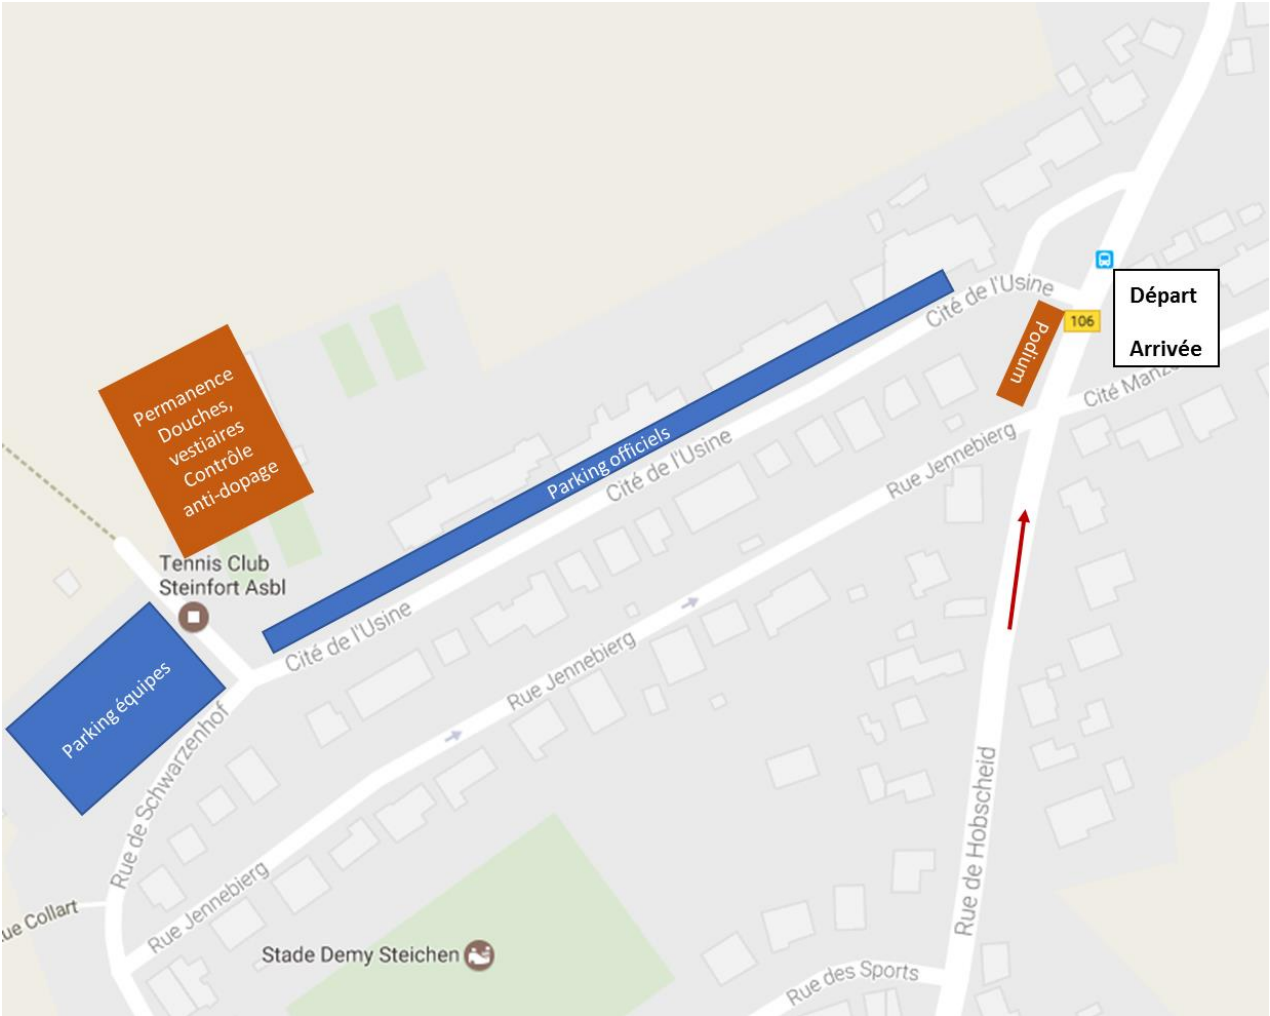 Cité de l'Usine
Départ
Arrivée
106
Podium
Cité Manz
Permanence
Douches,
vestiaires
Contrôle
anti-dopage
Parking officiels
Cité de l'Usine
Rue Jennebierg
Tennis Club
Steinfort Asbl
Cité de l'Usine
Rue Jennebierg
Parking équipes
Rue de Schwarzenhof
Rue de Hobscheid
Rue Jennebierg
ue Collart
Stade Demy Steichen
Rue des Sports